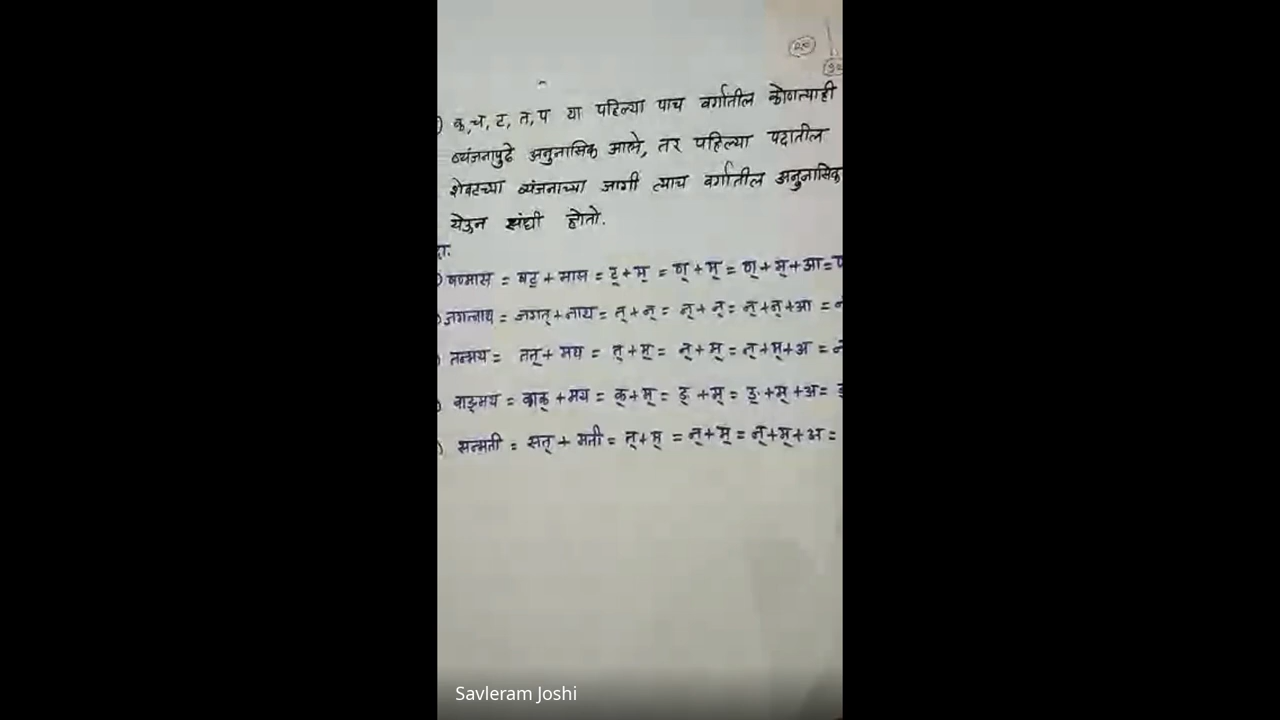 ) क, च, ट, त, प या पहिल्या पाच वर्गातील कोणत्याही
व्यंजनापुढे अनुनासिक आले, तर पहिल्या पदातील
शेवटच्या व्यंजनाच्या जागी त्याच वर्गातील अनुनासिक
येऊन संधी होतो.
दा.
) षण्मास = षट् + मास = ट् + म् = ण् + म् = ण् + म् + आ =
) जगन्नाथ = जगत् + नाथ = त् + न् = न् + न् = न् + न् + आ =
) तन्मय = तत् + मय = त् + म् = न् + म् = न् + म् + अ =
) वाङ्मय = वाक् + मय = क् + म् = ङ् + म् = ङ् + म् + अ =
) सन्मती = सत् + मती = त् + म् = न् + म् = न् + म् + अ =
Savleram Joshi